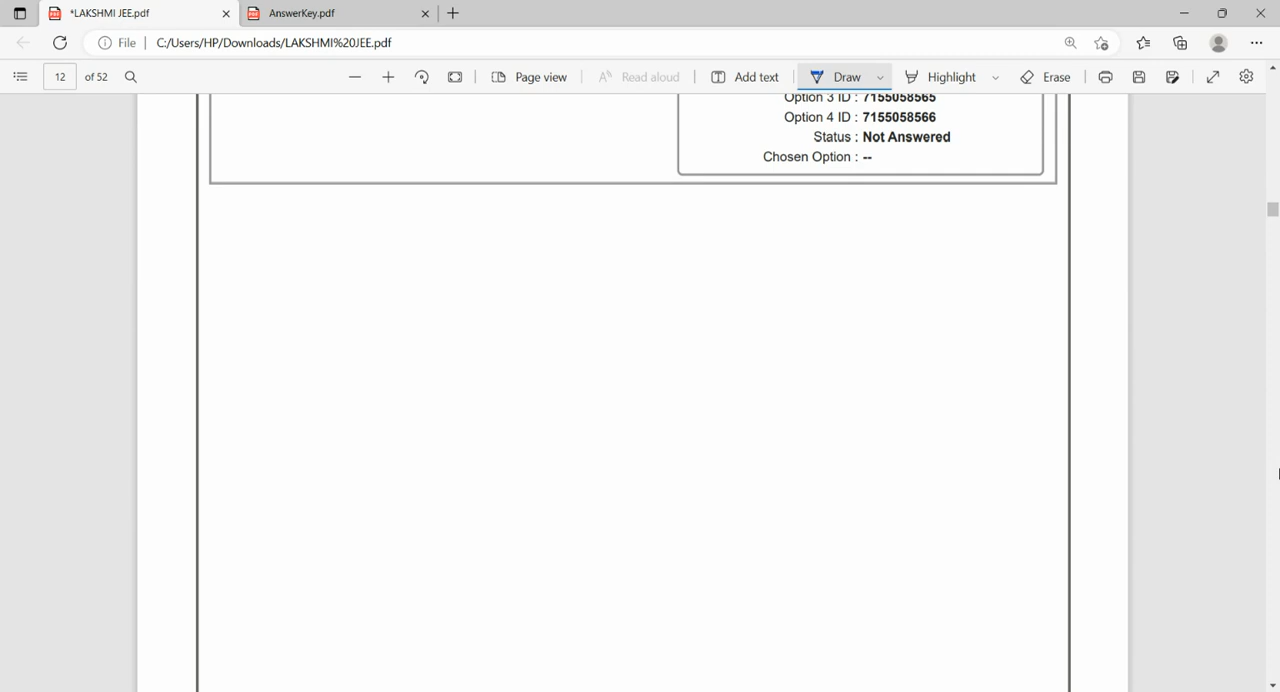 *LAKSHMI JEE.pdf
AnswerKey.pdf
File
C:/Users/HP/Downloads/LAKSHMI%20JEE.pdf
12 of 52
Page view
Read aloud
Add text
Draw
Highlight
Erase
Option 3 ID : 7155058565
Option 4 ID : 7155058566
Status : Not Answered
Chosen Option : --